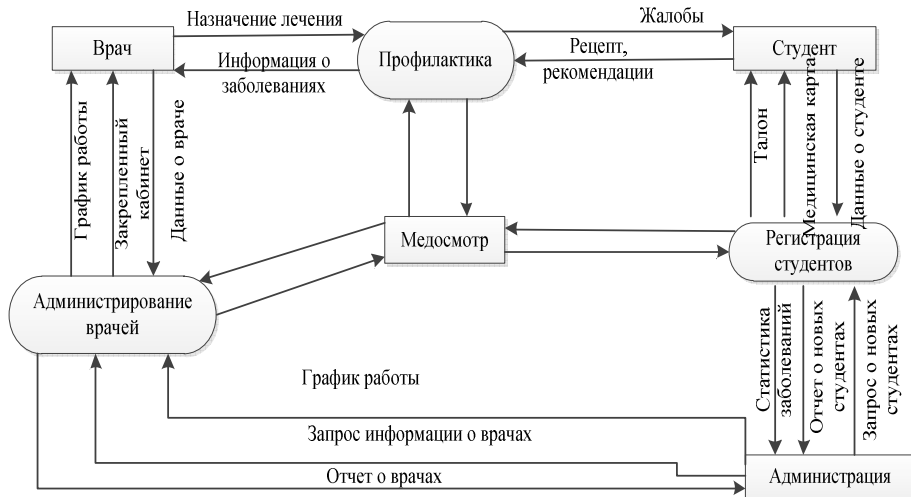 Назначение лечения
Жалобы
Врач
Профилактика
Студент
Информация о
заболеваниях
Рецепт,
рекомендации
График работы
Закрепленный
кабинет
Данные о враче
Талон
Медицинская карта
Данные о студенте
Медосмотр
Регистрация
студентов
Администрирование
врачей
График работы
Статистика
заболеваний
Отчет о новых
студентах
Запрос о новых
студентах
Запрос информации о врачах
Отчет о врачах
Администрация